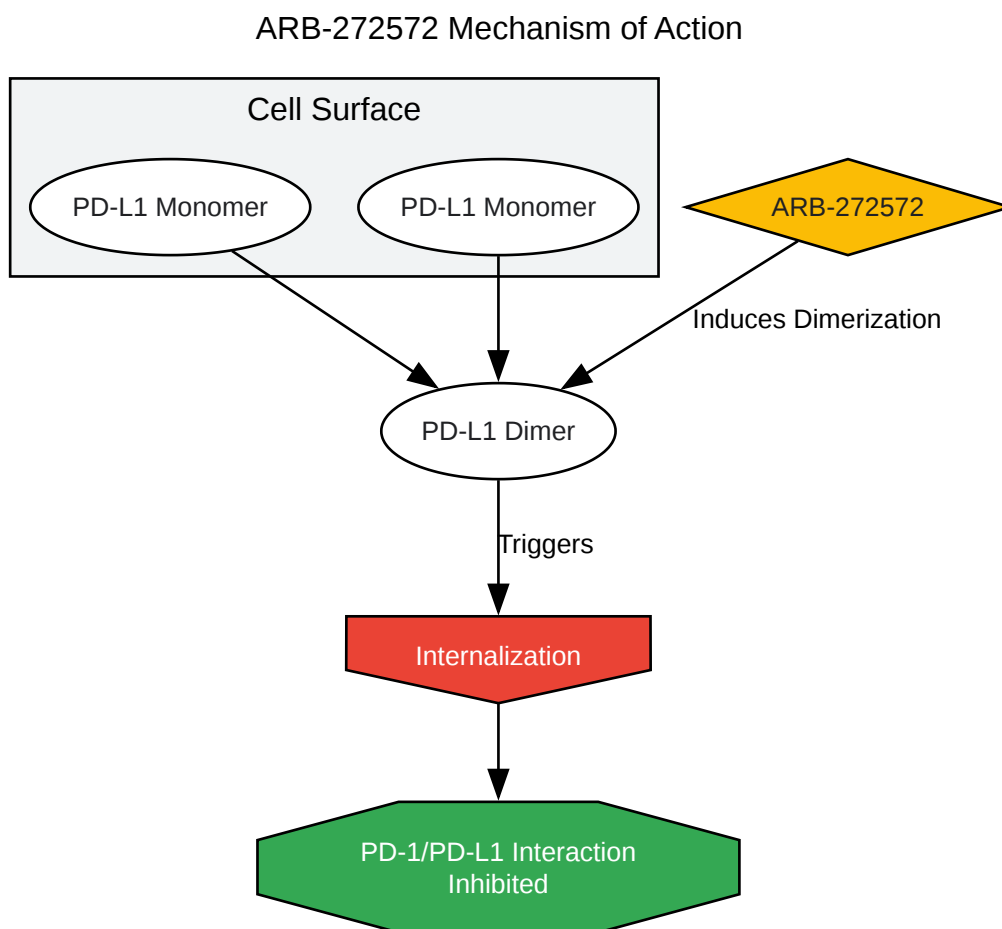 ARB-272572 Mechanism of Action
Cell Surface
PD-L1 Monomer
PD-L1 Monomer
ARB-272572
Induces Dimerization
PD-L1 Dimer
Triggers
Internalization
PD-1/PD-L1 Interaction
Inhibited